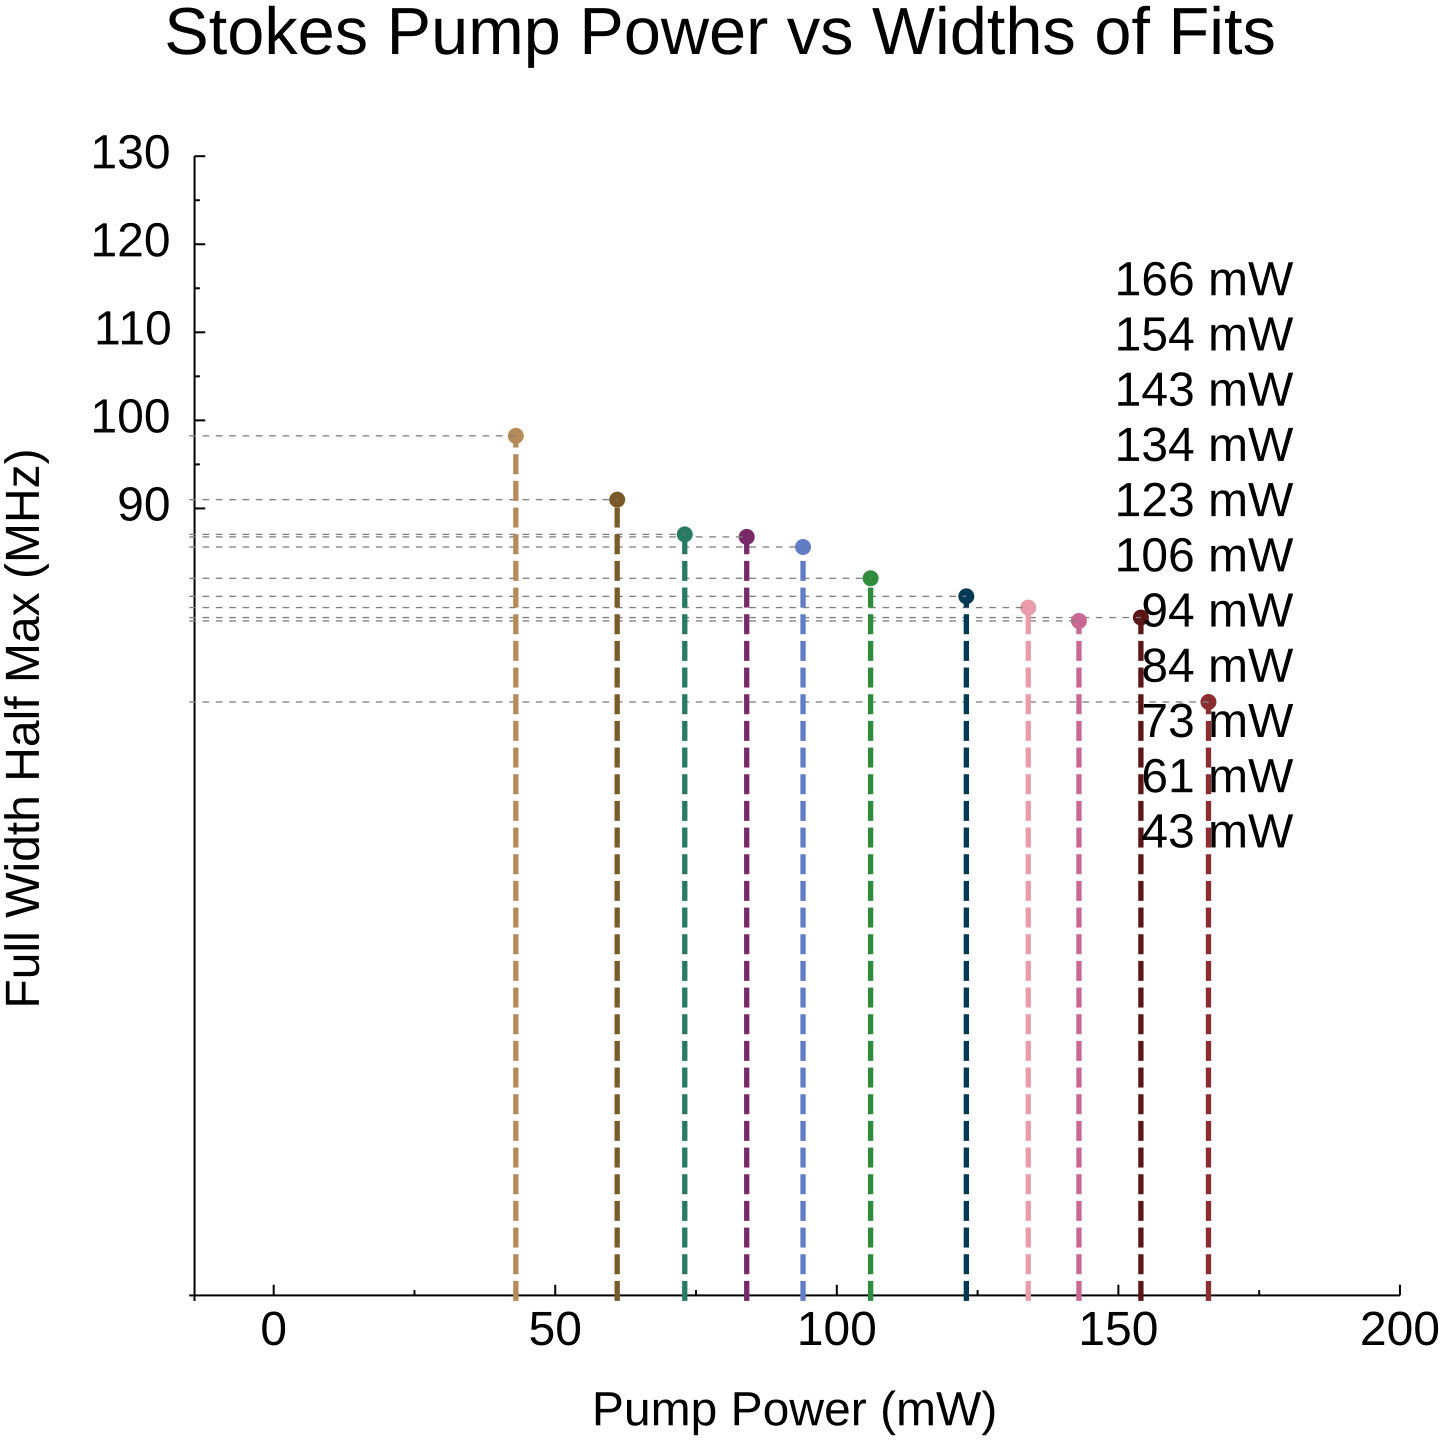 Stokes Pump Power vs Widths of Fits
130
120
110
100
90
Full Width Half Max (MHz)
166 mW
154 mW
143 mW
134 mW
123 mW
106 mW
94 mW
84 mW
73 mW
61 mW
43 mW
0 50 100 150 200
Pump Power (mW)